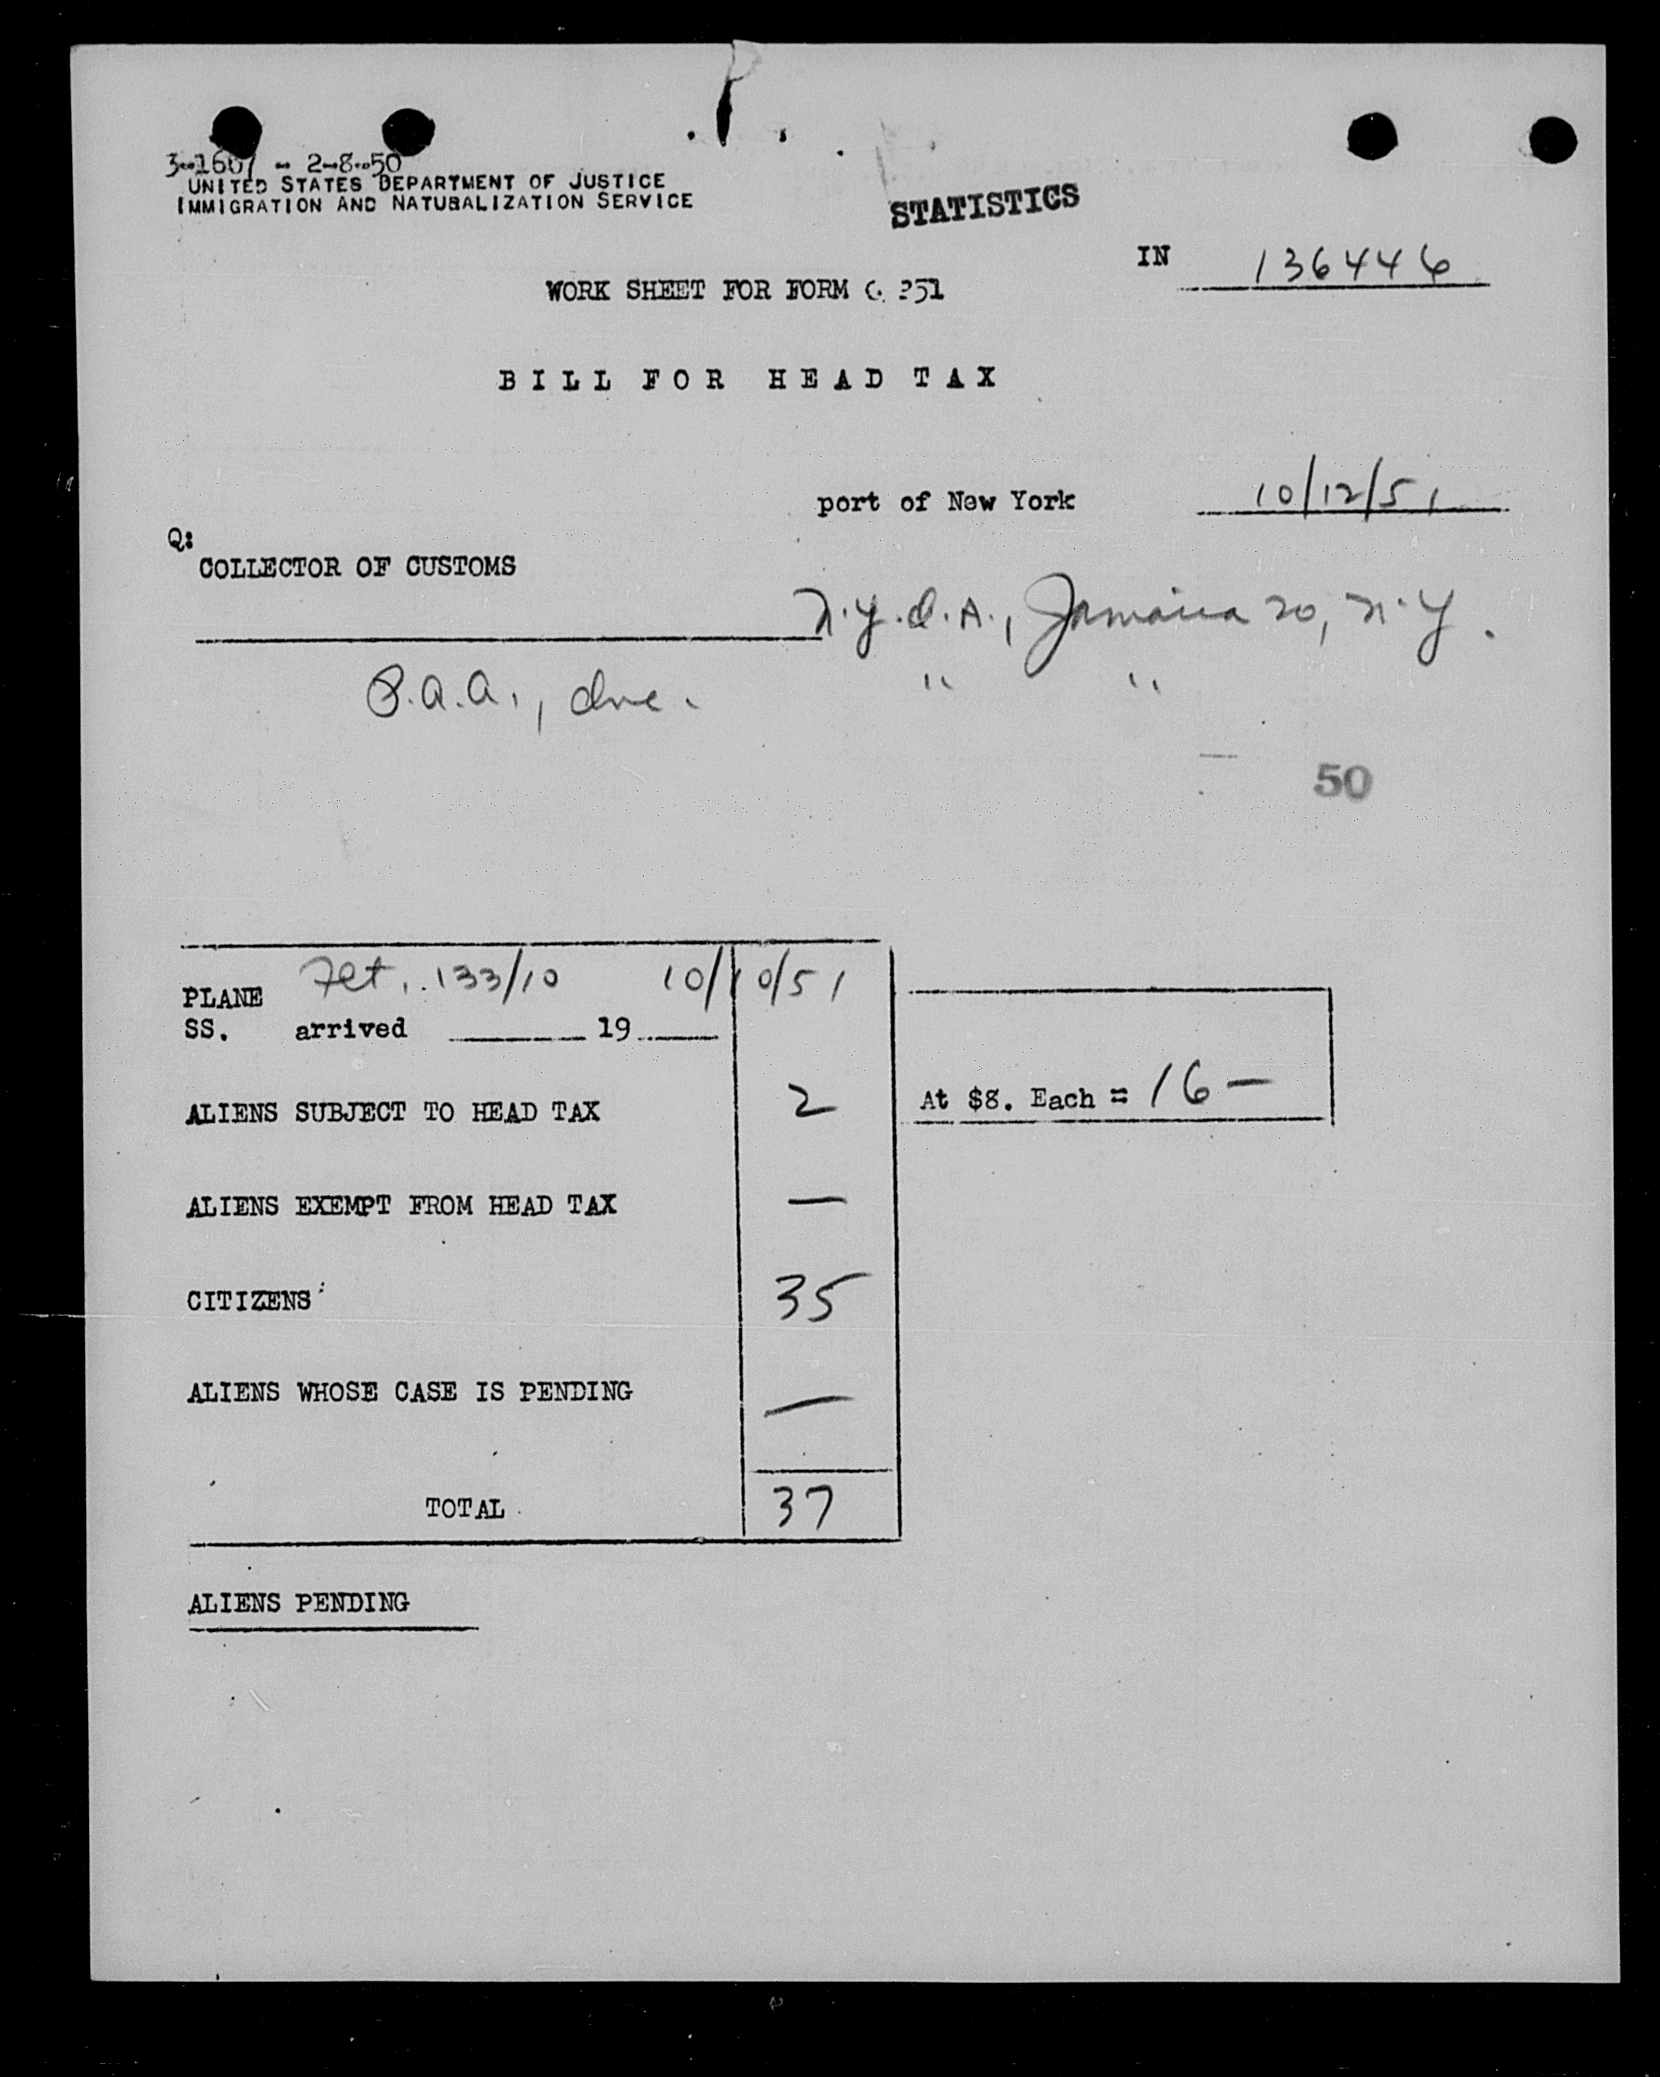 3-1607 - 2-8-50
UNITED STATES DEPARTMENT OF JUSTICE
IMMIGRATION AND NATURALIZATION SERVICE
STATISTICS
IN 136446
WORK SHEET FOR FORM G 251
BILL FOR HEAD TAX
port of New York 10/12/51
Q:
COLLECTOR OF CUSTOMS
N.Y.I.A., Jamaica 20, N.Y.
P.A.A., Inc. " "
50
Flt. 133/10 10/10/51
PLANE
SS. arrived 19
ALIENS SUBJECT TO HEAD TAX 2 At $8. Each = 16 —
ALIENS EXEMPT FROM HEAD TAX —
CITIZENS 35
ALIENS WHOSE CASE IS PENDING —
TOTAL 37
ALIENS PENDING